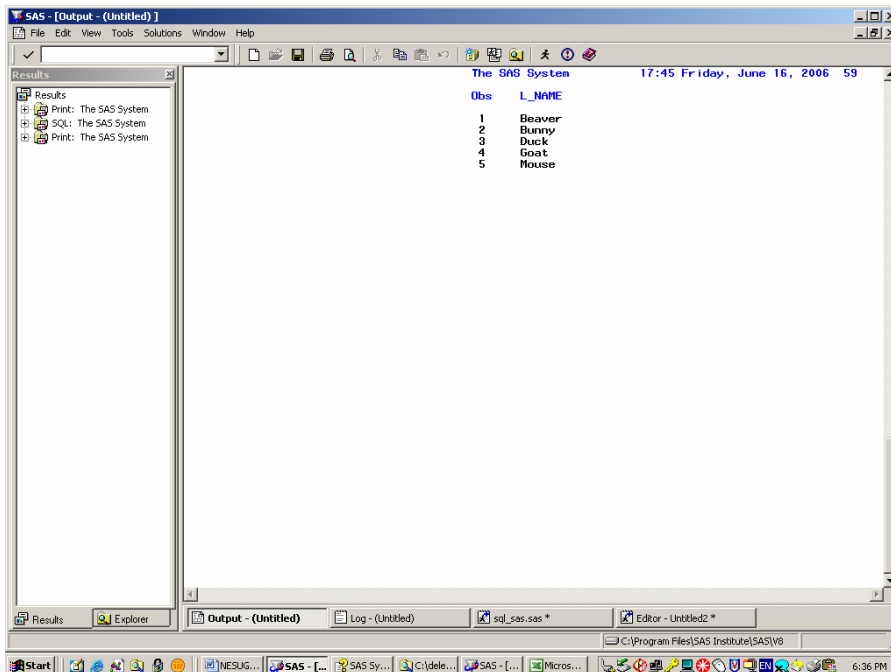 SAS - [Output - (Untitled) ]
File Edit View Tools Solutions Window Help
Results
Results
Print: The SAS System
SQL: The SAS System
Print: The SAS System
The SAS System 17:45 Friday, June 16, 2006 59
Obs L_NAME
1 Beaver
2 Bunny
3 Duck
4 Goat
5 Mouse
Results Explorer
Output - (Untitled) Log - (Untitled) sql_sas.sas * Editor - Untitled2 *
C:\Program Files\SAS Institute\SAS\V8
Start NESUG... SAS - [... SAS Sy... C:\dele... SAS - [... Micros... EN 6:36 PM